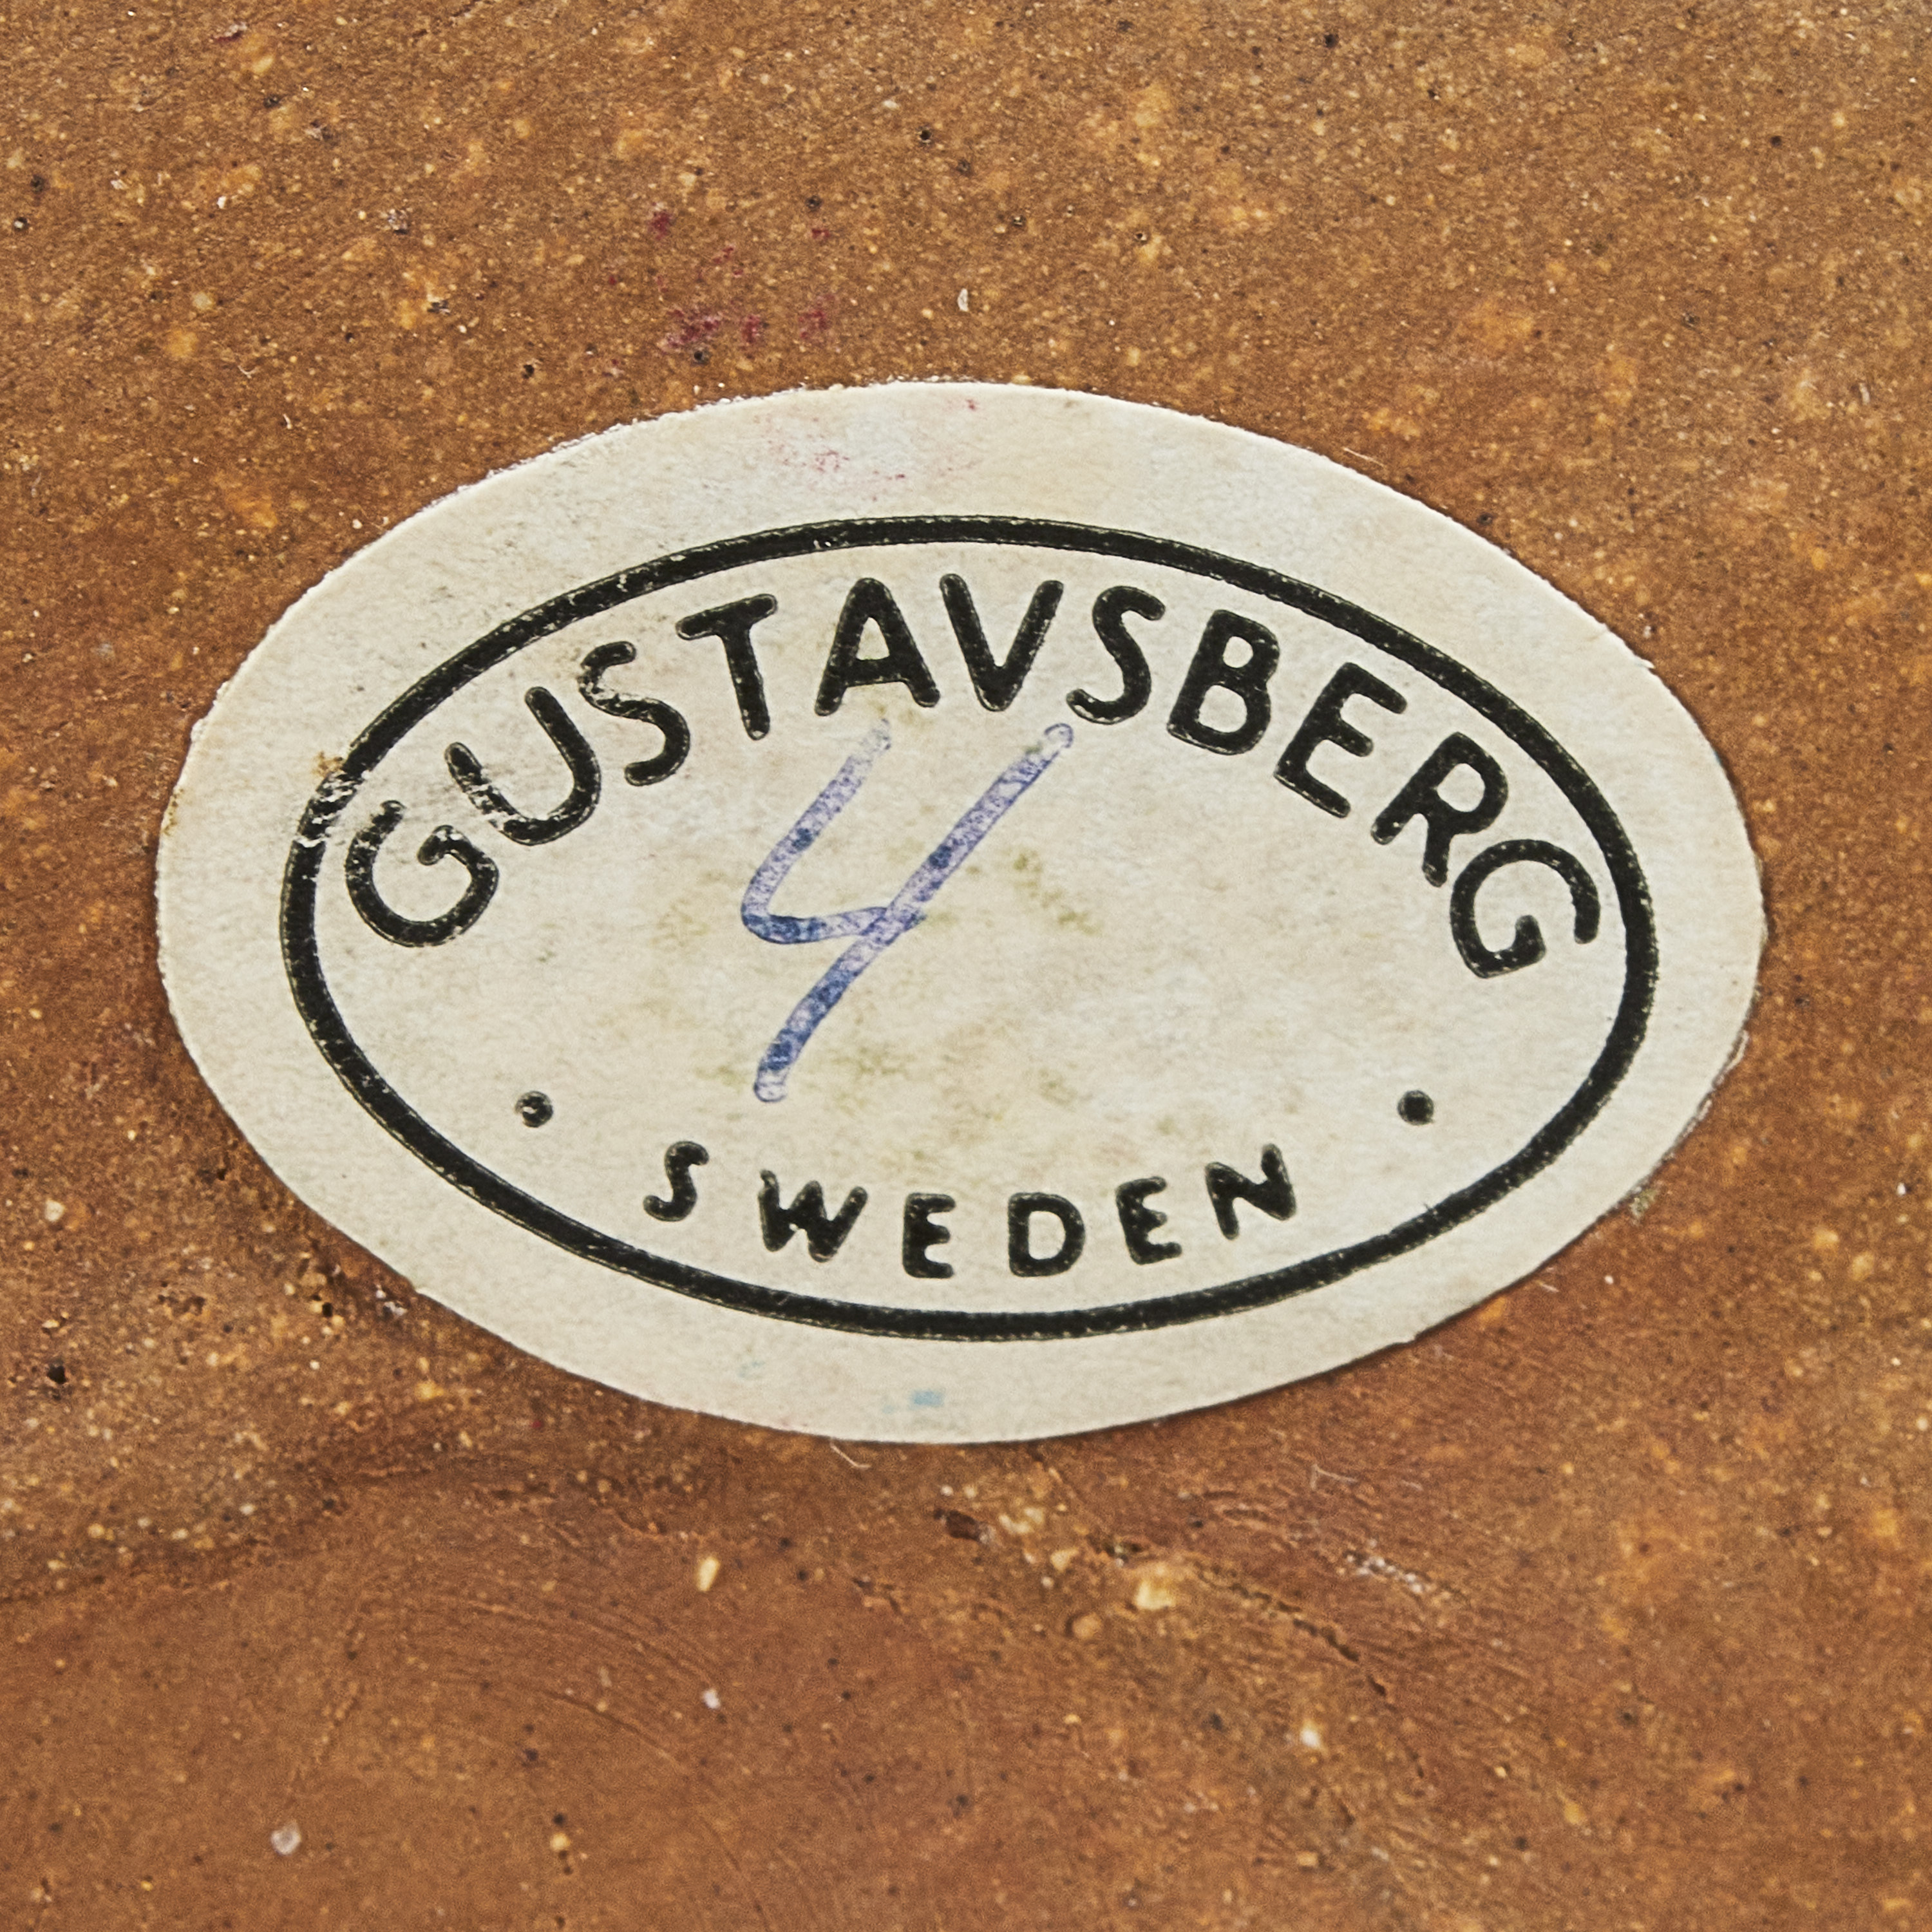 GUSTAVSBERG
4
· SWEDEN ·